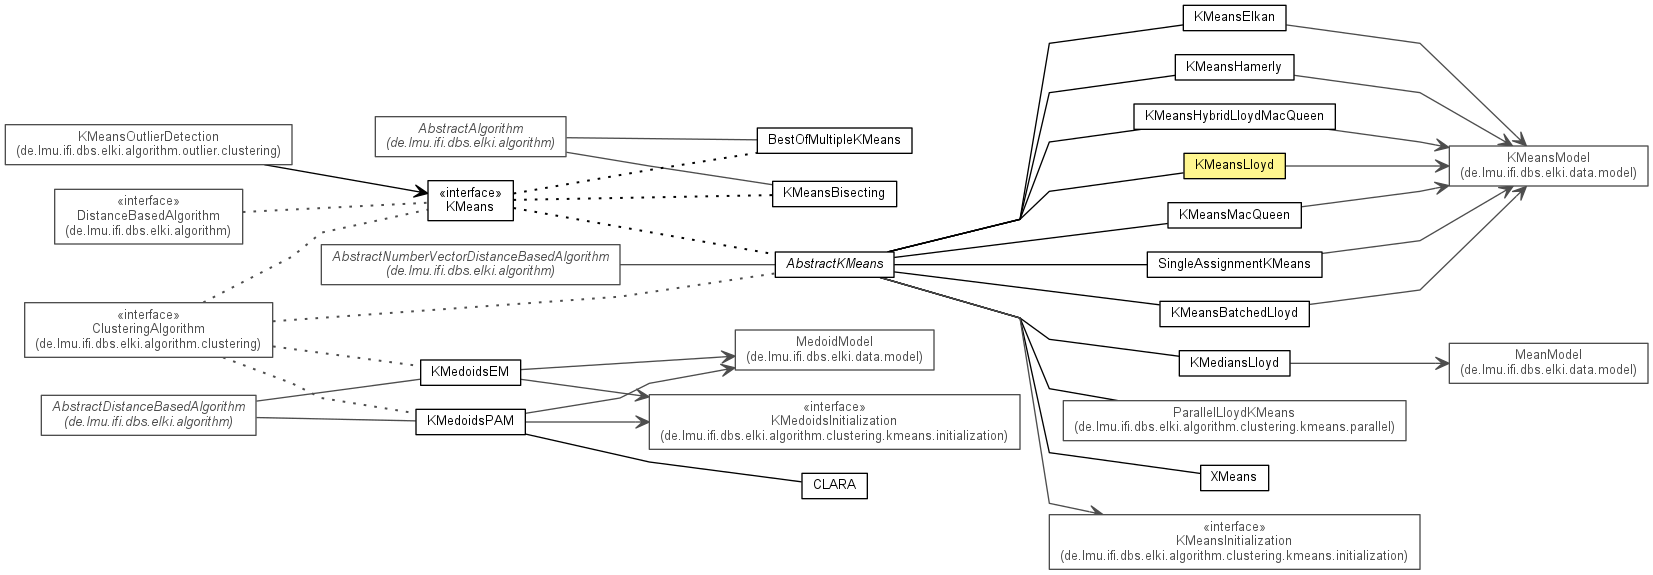 KMeansOutlierDetection
(de.lmu.ifi.dbs.elki.algorithm.outlier.clustering)
«interface»
DistanceBasedAlgorithm
(de.lmu.ifi.dbs.elki.algorithm)
«interface»
ClusteringAlgorithm
(de.lmu.ifi.dbs.elki.algorithm.clustering)
AbstractDistanceBasedAlgorithm
(de.lmu.ifi.dbs.elki.algorithm)
AbstractAlgorithm
(de.lmu.ifi.dbs.elki.algorithm)
«interface»
KMeans
AbstractNumberVectorDistanceBasedAlgorithm
(de.lmu.ifi.dbs.elki.algorithm)
KMedoidsEM
KMedoidsPAM
BestOfMultipleKMeans
KMeansBisecting
AbstractKMeans
MedoidModel
(de.lmu.ifi.dbs.elki.data.model)
«interface»
KMedoidsInitialization
(de.lmu.ifi.dbs.elki.algorithm.clustering.kmeans.initialization)
CLARA
KMeansElkan
KMeansHamerly
KMeansHybridLloydMacQueen
KMeansLloyd
KMeansMacQueen
SingleAssignmentKMeans
KMeansBatchedLloyd
KMediansLloyd
ParallelLloydKMeans
(de.lmu.ifi.dbs.elki.algorithm.clustering.kmeans.parallel)
XMeans
«interface»
KMeansInitialization
(de.lmu.ifi.dbs.elki.algorithm.clustering.kmeans.initialization)
KMeansModel
(de.lmu.ifi.dbs.elki.data.model)
MeanModel
(de.lmu.ifi.dbs.elki.data.model)